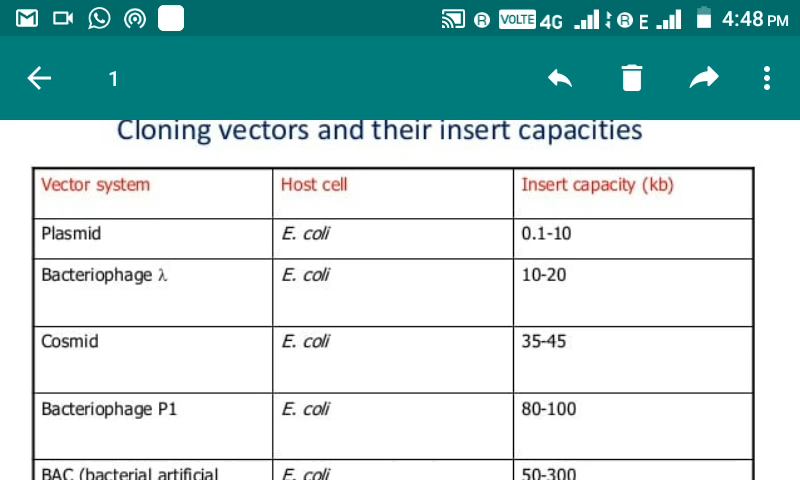 VOLTE 4G R E 4:48 PM
1
Cloning vectors and their insert capacities
Vector system Host cell Insert capacity (kb)
Plasmid E. coli 0.1-10
Bacteriophage λ E. coli 10-20
Cosmid E. coli 35-45
Bacteriophage P1 E. coli 80-100
BAC (bacterial artificial E. coli 50-300